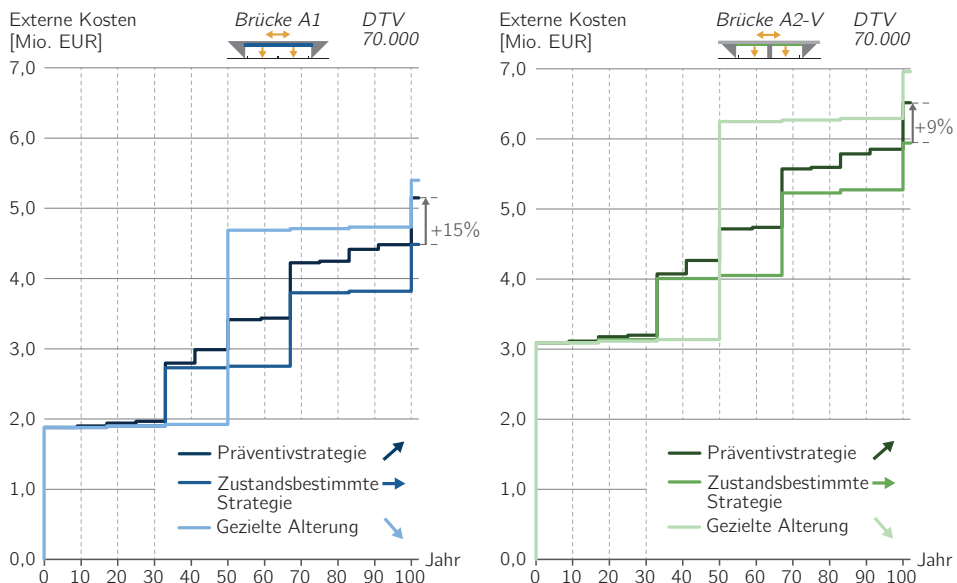 Externe Kosten
[Mio. EUR]
Brücke A1
DTV
70.000
7,0
6,0
5,0
4,0
3,0
2,0
1,0
0,0
+15%
Präventivstrategie
Zustandsbestimmte
Strategie
Gezielte Alterung
0 10 20 30 40 50 60 70 80 90 100
Jahr
Externe Kosten
[Mio. EUR]
Brücke A2-V
DTV
70.000
7,0
6,0
5,0
4,0
3,0
2,0
1,0
0,0
+9%
Präventivstrategie
Zustandsbestimmte
Strategie
Gezielte Alterung
0 10 20 30 40 50 60 70 80 90 100
Jahr